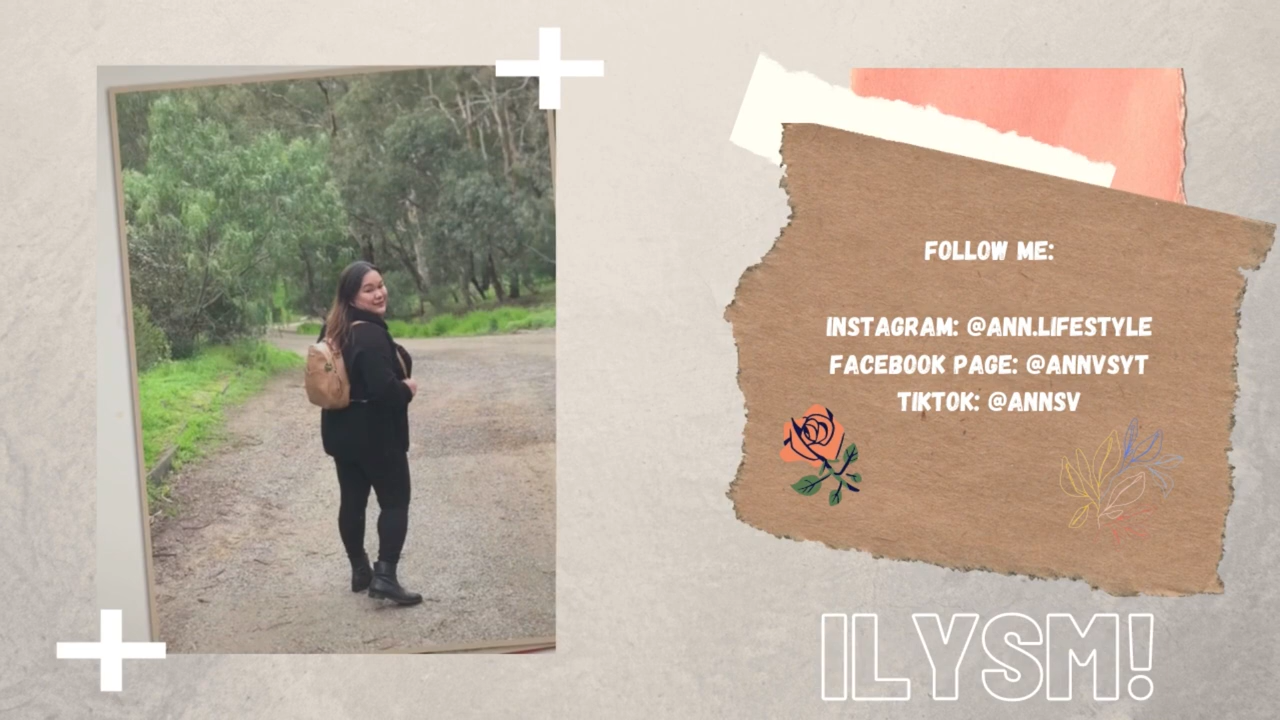 FOLLOW ME:
INSTAGRAM: @ANN.LIFESTYLE
FACEBOOK PAGE: @ANNVSYT
TIKTOK: @ANNSV
ILYSM!